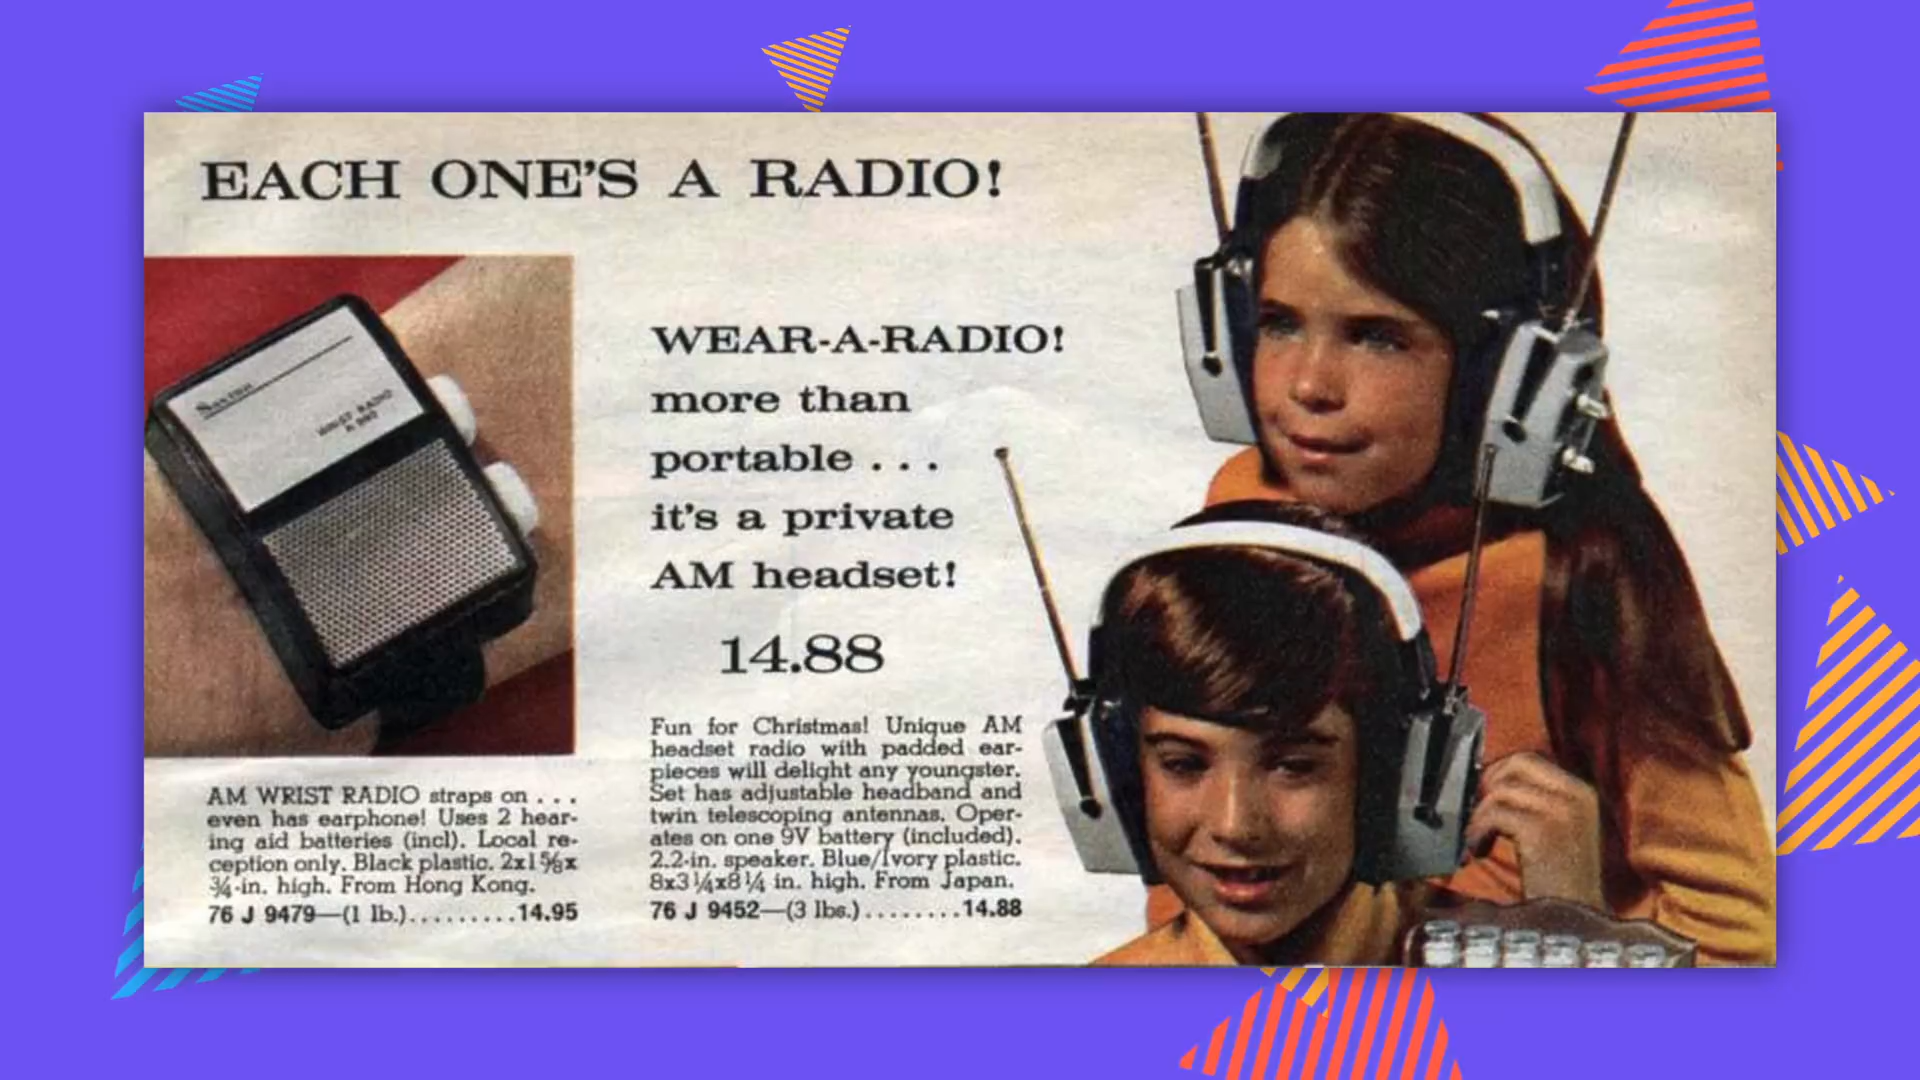 EACH ONE'S A RADIO!
WRIST RADIO
WEAR-A-RADIO!
more than
portable . . .
it's a private
AM headset!
14.88
AM WRIST RADIO straps on . . .
even has earphone! Uses 2 hear-
ing aid batteries (incl). Local re-
ception only. Black plastic. 2x1⅝x
¾-in. high. From Hong Kong.
76 J 9479—(1 lb.).........14.95
Fun for Christmas! Unique AM
headset radio with padded ear-
pieces will delight any youngster.
Set has adjustable headband and
twin telescoping antennas. Oper-
ates on one 9V battery (included).
2.2-in. speaker. Blue/Ivory plastic.
8x3¼x8¼ in. high. From Japan.
76 J 9452—(3 lbs.)........14.88